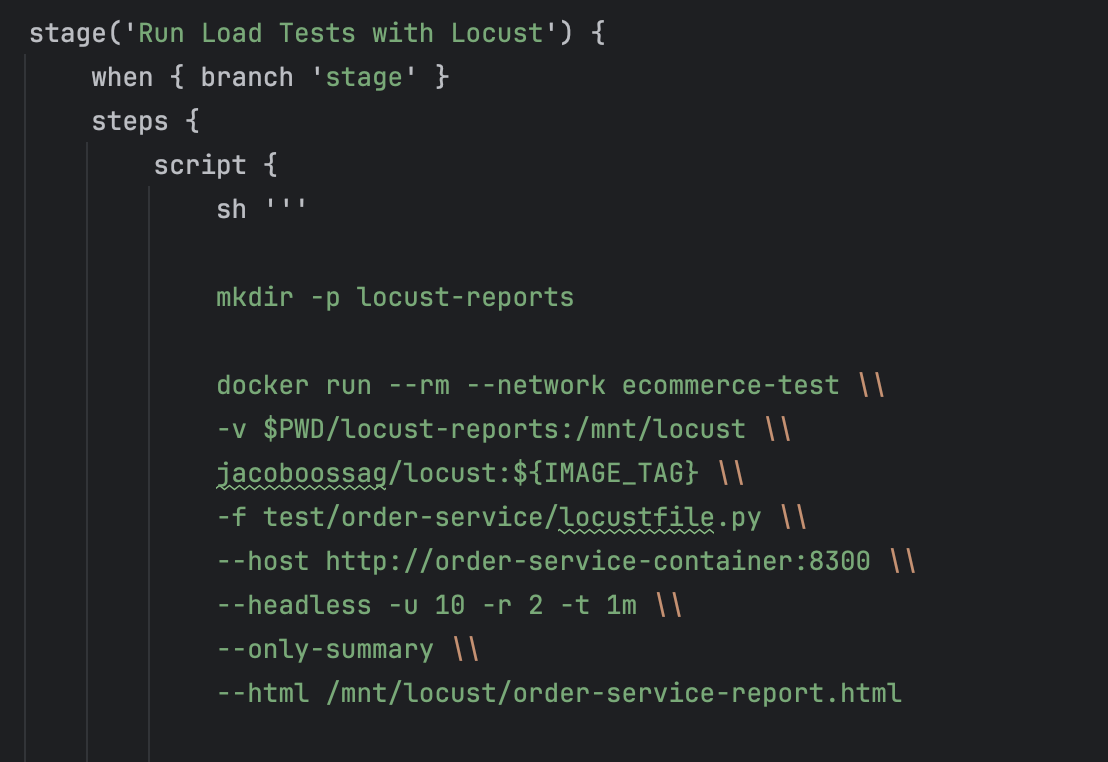 stage('Run Load Tests with Locust') {
    when { branch 'stage' }
    steps {
        script {
            sh '''

            mkdir -p locust-reports

            docker run --rm --network ecommerce-test \\
            -v $PWD/locust-reports:/mnt/locust \\
            jacoboossag/locust:${IMAGE_TAG} \\
            -f test/order-service/locustfile.py \\
            --host http://order-service-container:8300 \\
            --headless -u 10 -r 2 -t 1m \\
            --only-summary \\
            --html /mnt/locust/order-service-report.html